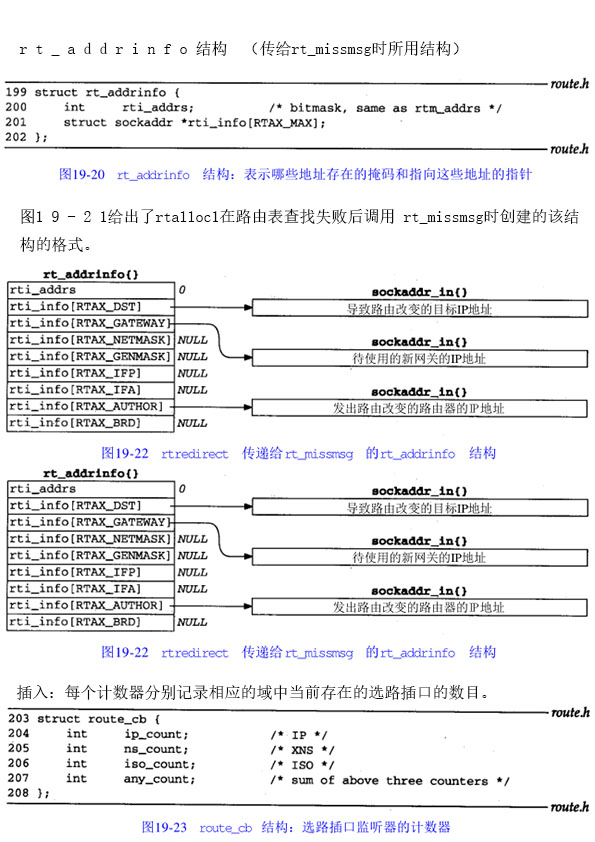 r t _ a d d r i n f o 结构 （传给rt_missmsg时所用结构）
route.h
199 struct rt_addrinfo {
200 int rti_addrs; /* bitmask, same as rtm_addrs */
201 struct sockaddr *rti_info[RTAX_MAX];
202 };
route.h
图19-20 rt_addrinfo 结构：表示哪些地址存在的掩码和指向这些地址的指针
图1 9 - 2 1给出了rtalloc1在路由表查找失败后调用 rt_missmsg时创建的该结
构的格式。
rt_addrinfo{}
rti_addrs 0
sockaddr_in{}
rti_info[RTAX_DST] 导致路由改变的目标IP地址
rti_info[RTAX_GATEWAY]
rti_info[RTAX_NETMASK] NULL sockaddr_in{}
rti_info[RTAX_GENMASK] NULL 待使用的新网关的IP地址
rti_info[RTAX_IFP] NULL
rti_info[RTAX_IFA] NULL sockaddr_in{}
rti_info[RTAX_AUTHOR] 发出路由改变的路由器的IP地址
rti_info[RTAX_BRD] NULL
图19-22 rtredirect 传递给rt_missmsg 的rt_addrinfo 结构
rt_addrinfo{}
rti_addrs 0
sockaddr_in{}
rti_info[RTAX_DST] 导致路由改变的目标IP地址
rti_info[RTAX_GATEWAY]
rti_info[RTAX_NETMASK] NULL sockaddr_in{}
rti_info[RTAX_GENMASK] NULL 待使用的新网关的IP地址
rti_info[RTAX_IFP] NULL
rti_info[RTAX_IFA] NULL sockaddr_in{}
rti_info[RTAX_AUTHOR] 发出路由改变的路由器的IP地址
rti_info[RTAX_BRD] NULL
图19-22 rtredirect 传递给rt_missmsg 的rt_addrinfo 结构
插入：每个计数器分别记录相应的域中当前存在的选路插口的数目。
route.h
203 struct route_cb {
204 int ip_count; /* IP */
205 int ns_count; /* XNS */
206 int iso_count; /* ISO */
207 int any_count; /* sum of above three counters */
208 };
route.h
图19-23 route_cb 结构：选路插口监听器的计数器